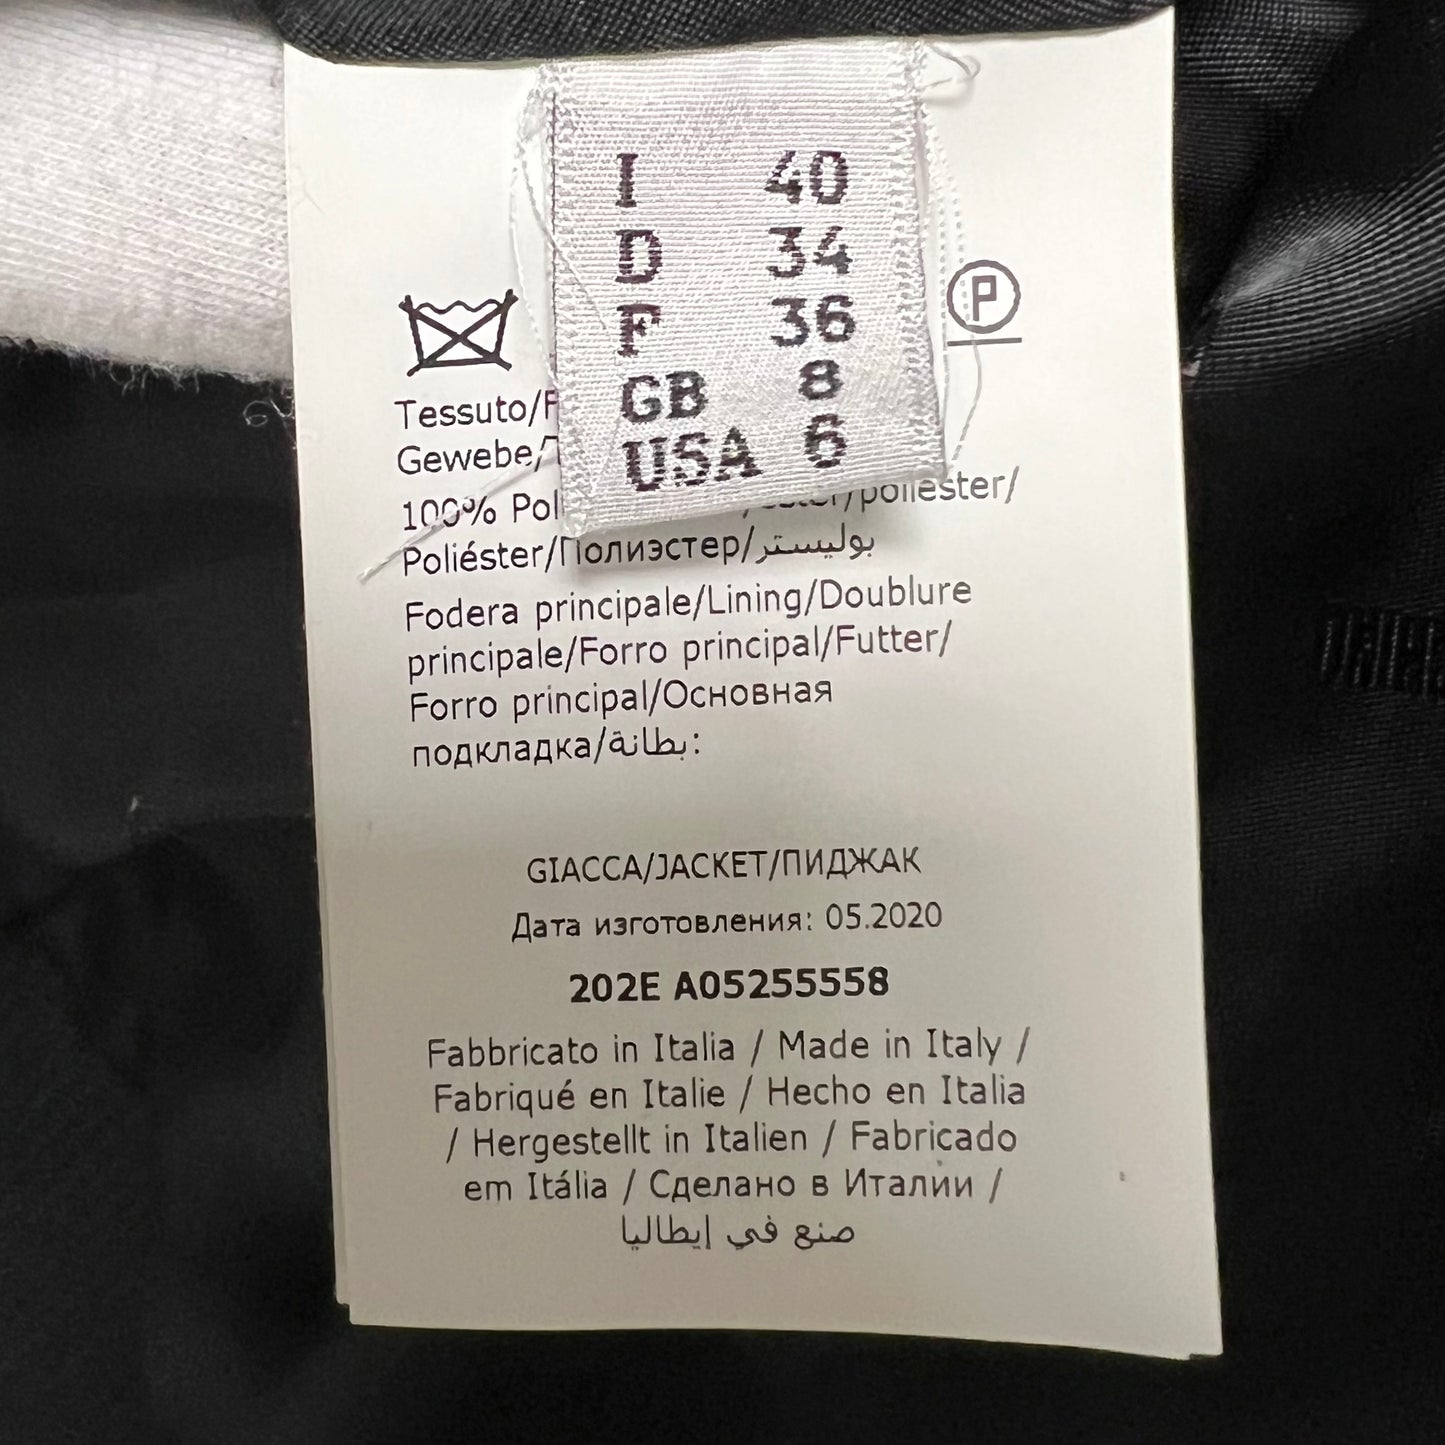 I 40
D 34
F 36
GB 8
USA 6
P
Tessuto/
Gewebe/
100% /poliester/
Poliéster/Полиэстер/بوليستر
Fodera principale/Lining/Doublure
principale/Forro principal/Futter/
Forro principal/Основная
подкладка/بطانة:
GIACCA/JACKET/ПИДЖАК
Дата изготовления: 05.2020
202E A05255558
Fabbricato in Italia / Made in Italy /
Fabriqué en Italie / Hecho en Italia
/ Hergestellt in Italien / Fabricado
em Itália / Сделано в Италии /
صنع في إيطاليا